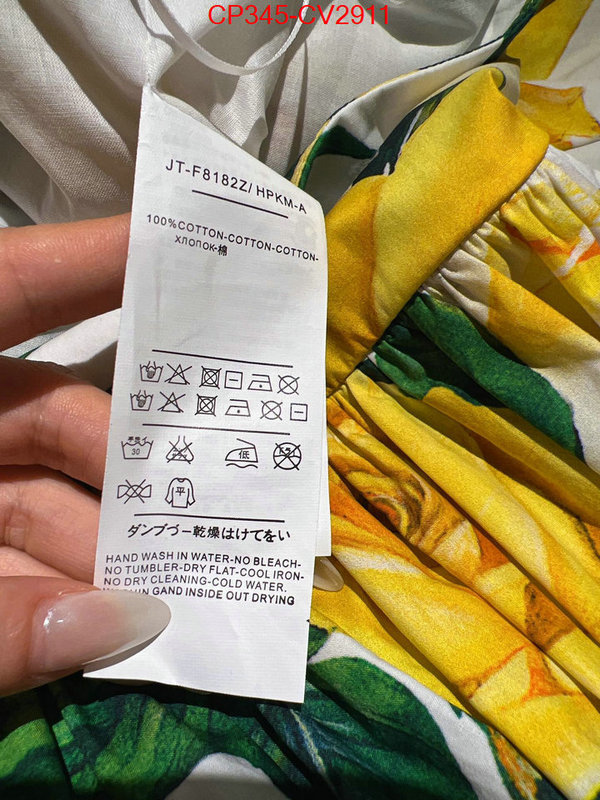 CP345-CV2911
JT-F8182Z/ HPKM-A
100%COTTON-COTTON-COTTON-
ХЛОПОК-棉
30
低
平
ダンブづー乾燥はけてをい
HAND WASH IN WATER-NO BLEACH-
NO TUMBLER-DRY FLAT-COOL IRON-
NO DRY CLEANING-COLD WATER.
GAND INSIDE OUT DRYING